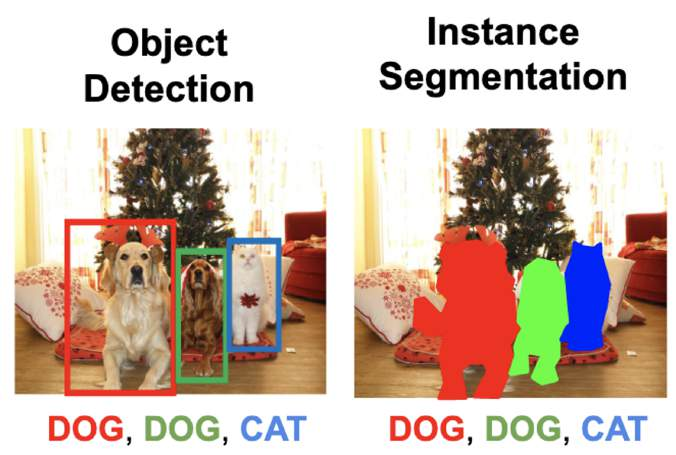 Object
Detection
Instance
Segmentation
DOG, DOG, CAT
DOG, DOG, CAT